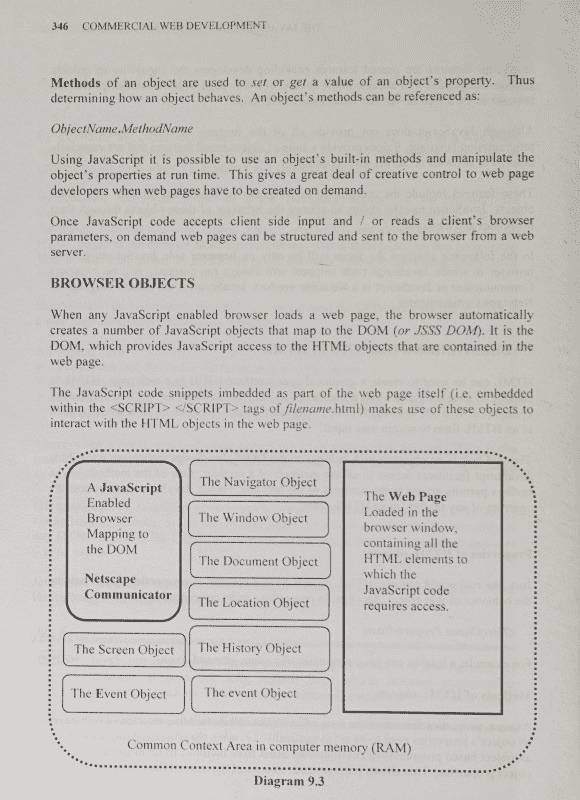 346 COMMERCIAL WEB DEVELOPMENT
Methods of an object are used to set or get a value of an object's property. Thus
determining how an object behaves. An object's methods can be referenced as:
ObjectName.MethodName
Using JavaScript it is possible to use an object's built-in methods and manipulate the
object's properties at run time. This gives a great deal of creative control to web page
developers when web pages have to be created on demand.
Once JavaScript code accepts client side input and / or reads a client's browser
parameters, on demand web pages can be structured and sent to the browser from a web
server.
BROWSER OBJECTS
When any JavaScript enabled browser loads a web page, the browser automatically
creates a number of JavaScript objects that map to the DOM (or JSSS DOM). It is the
DOM, which provides JavaScript access to the HTML objects that are contained in the
web page.
The JavaScript code snippets imbedded as part of the web page itself (i.e. embedded
within the <SCRIPT> </SCRIPT> tags of filename.html) makes use of these objects to
interact with the HTML objects in the web page.
A JavaScript
Enabled
Browser
Mapping to
the DOM
Netscape
Communicator
The Screen Object
The Event Object
The Navigator Object
The Window Object
The Document Object
The Location Object
The History Object
The event Object
The Web Page
Loaded in the
browser window,
containing all the
HTML elements to
which the
JavaScript code
requires access.
Common Context Area in computer memory (RAM)
Diagram 9.3